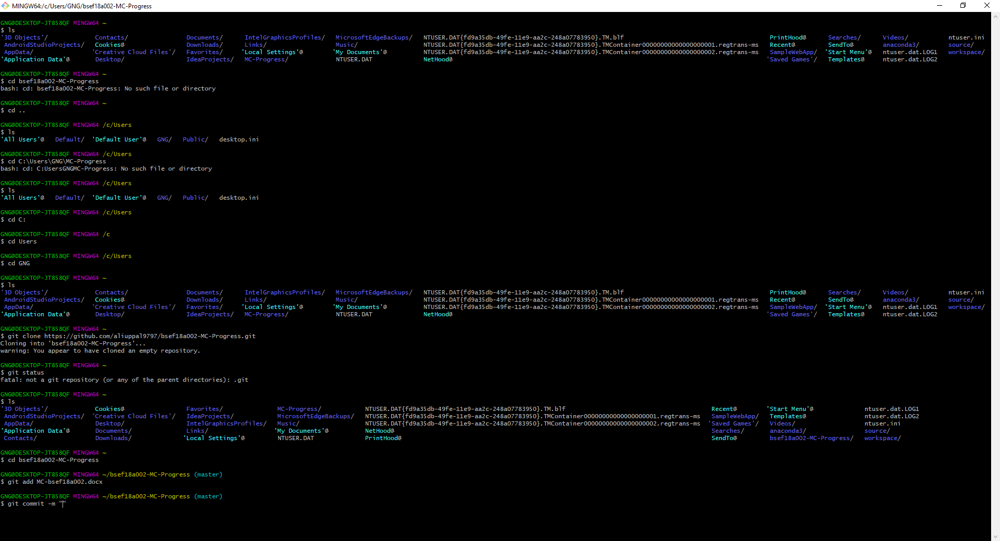 MINGW64:/c/Users/GNG/bsef18a002-MC-Progress
GNG@DESKTOP-JT858QF MINGW64 ~
$ ls
'3D Objects'/ Contacts/ Documents/ IntelGraphicsProfiles/ MicrosoftEdgeBackups/ NTUSER.DAT{fd9a35db-49fe-11e9-aa2c-248a07783950}.TM.blf PrintHood@ Searches/ Videos/ ntuser.ini
AndroidStudioProjects/ Cookies@ Downloads/ Links/ Music/ NTUSER.DAT{fd9a35db-49fe-11e9-aa2c-248a07783950}.TMContainer00000000000000000001.regtrans-ms Recent@ SendTo@ anaconda3/ source/
AppData/ 'Creative Cloud Files'/ Favorites/ 'Local Settings'@ 'My Documents'@ NTUSER.DAT{fd9a35db-49fe-11e9-aa2c-248a07783950}.TMContainer00000000000000000002.regtrans-ms SampleWebApp/ 'Start Menu'@ ntuser.dat.LOG1 workspace/
'Application Data'@ Desktop/ IdeaProjects/ MC-Progress/ NTUSER.DAT NetHood@ 'Saved Games'/ Templates@ ntuser.dat.LOG2
GNG@DESKTOP-JT858QF MINGW64 ~
$ cd bsef18a002-MC-Progress
bash: cd: bsef18a002-MC-Progress: No such file or directory
GNG@DESKTOP-JT858QF MINGW64 ~
$ cd ..
GNG@DESKTOP-JT858QF MINGW64 /c/Users
$ ls
'All Users'@ Default/ 'Default User'@ GNG/ Public/ desktop.ini
GNG@DESKTOP-JT858QF MINGW64 /c/Users
$ cd C:\Users\GNG\MC-Progress
bash: cd: C:UsersGNGMC-Progress: No such file or directory
GNG@DESKTOP-JT858QF MINGW64 /c/Users
$ ls
'All Users'@ Default/ 'Default User'@ GNG/ Public/ desktop.ini
GNG@DESKTOP-JT858QF MINGW64 /c/Users
$ cd C:
GNG@DESKTOP-JT858QF MINGW64 /c
$ cd Users
GNG@DESKTOP-JT858QF MINGW64 /c/Users
$ cd GNG
GNG@DESKTOP-JT858QF MINGW64 ~
$ ls
'3D Objects'/ Contacts/ Documents/ IntelGraphicsProfiles/ MicrosoftEdgeBackups/ NTUSER.DAT{fd9a35db-49fe-11e9-aa2c-248a07783950}.TM.blf PrintHood@ Searches/ Videos/ ntuser.ini
AndroidStudioProjects/ Cookies@ Downloads/ Links/ Music/ NTUSER.DAT{fd9a35db-49fe-11e9-aa2c-248a07783950}.TMContainer00000000000000000001.regtrans-ms Recent@ SendTo@ anaconda3/ source/
AppData/ 'Creative Cloud Files'/ Favorites/ 'Local Settings'@ 'My Documents'@ NTUSER.DAT{fd9a35db-49fe-11e9-aa2c-248a07783950}.TMContainer00000000000000000002.regtrans-ms SampleWebApp/ 'Start Menu'@ ntuser.dat.LOG1 workspace/
'Application Data'@ Desktop/ IdeaProjects/ MC-Progress/ NTUSER.DAT NetHood@ 'Saved Games'/ Templates@ ntuser.dat.LOG2
GNG@DESKTOP-JT858QF MINGW64 ~
$ git clone https://github.com/aliuppal9797/bsef18a002-MC-Progress.git
Cloning into 'bsef18a002-MC-Progress'...
warning: You appear to have cloned an empty repository.
GNG@DESKTOP-JT858QF MINGW64 ~
$ git status
fatal: not a git repository (or any of the parent directories): .git
GNG@DESKTOP-JT858QF MINGW64 ~
$ ls
'3D Objects'/ Cookies@ Favorites/ MC-Progress/ NTUSER.DAT{fd9a35db-49fe-11e9-aa2c-248a07783950}.TM.blf Recent@ 'Start Menu'@ ntuser.dat.LOG1
AndroidStudioProjects/ 'Creative Cloud Files'/ IdeaProjects/ MicrosoftEdgeBackups/ NTUSER.DAT{fd9a35db-49fe-11e9-aa2c-248a07783950}.TMContainer00000000000000000001.regtrans-ms SampleWebApp/ Templates@ ntuser.dat.LOG2
AppData/ Desktop/ IntelGraphicsProfiles/ Music/ NTUSER.DAT{fd9a35db-49fe-11e9-aa2c-248a07783950}.TMContainer00000000000000000002.regtrans-ms 'Saved Games'/ Videos/ ntuser.ini
'Application Data'@ Documents/ Links/ 'My Documents'@ NetHood@ Searches/ anaconda3/ source/
Contacts/ Downloads/ 'Local Settings'@ NTUSER.DAT PrintHood@ SendTo@ bsef18a002-MC-Progress/ workspace/
GNG@DESKTOP-JT858QF MINGW64 ~
$ cd bsef18a002-MC-Progress
GNG@DESKTOP-JT858QF MINGW64 ~/bsef18a002-MC-Progress (master)
$ git add MC-bsef18a002.docx
GNG@DESKTOP-JT858QF MINGW64 ~/bsef18a002-MC-Progress (master)
$ git commit -m ""